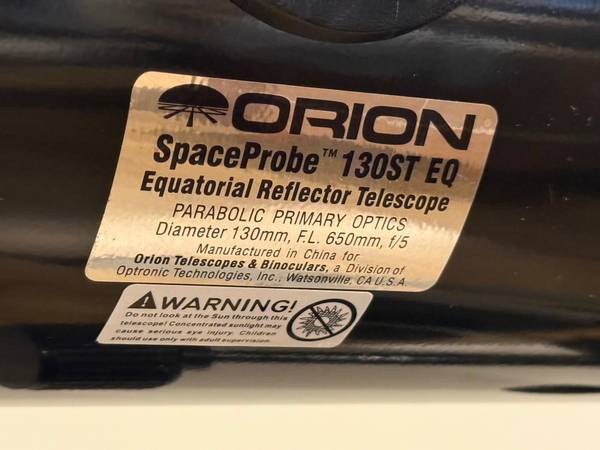 ORION
SpaceProbe™ 130ST EQ
Equatorial Reflector Telescope
PARABOLIC PRIMARY OPTICS
Diameter 130mm, F.L. 650mm, f/5
Manufactured in China for
Orion Telescopes & Binoculars, a Division of
Optronic Technologies, Inc., Watsonville, CA U.S.A.
WARNING!
Do not look at the Sun through this
telescope! Concentrated sunlight may
cause serious eye injury. Children
should use only with adult supervision.